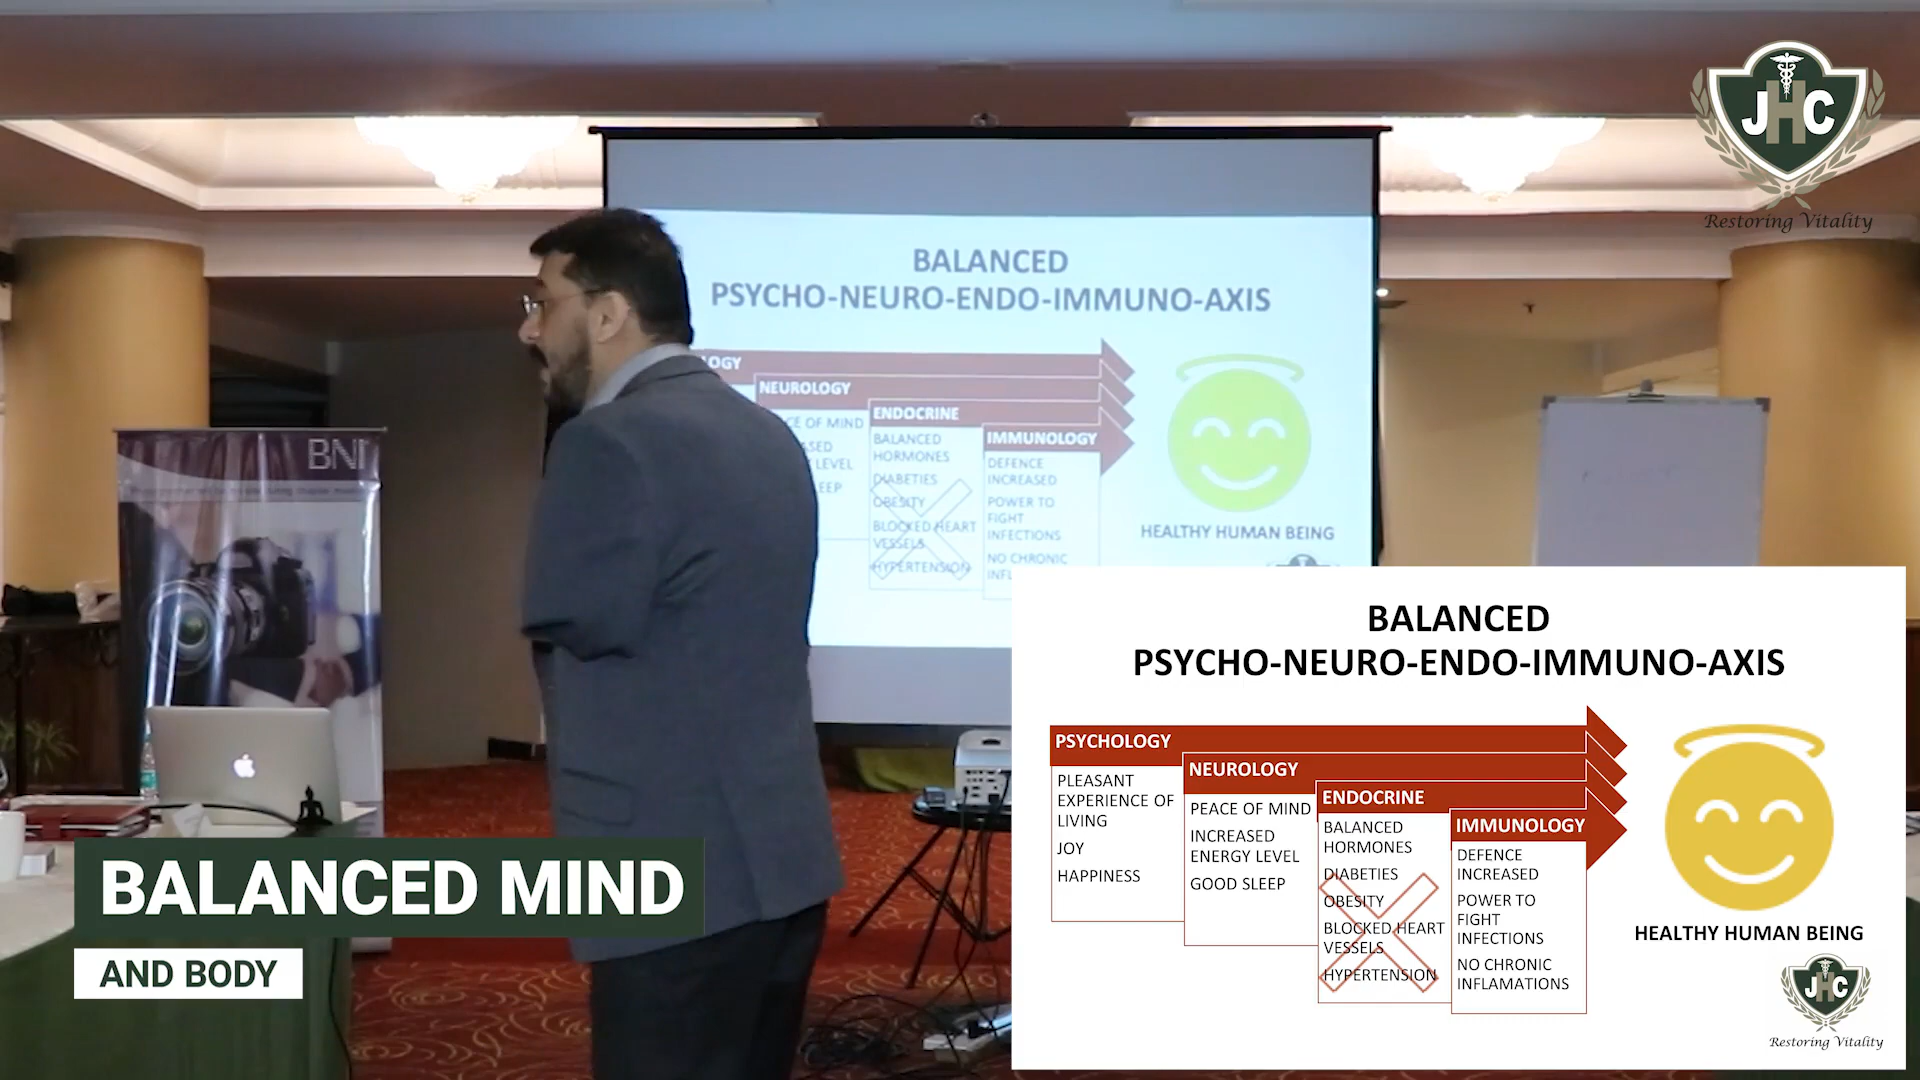 JHC
Restoring Vitality
BALANCED
PSYCHO-NEURO-ENDO-IMMUNO-AXIS
NEUROLOGY
ENDOCRINE
BALANCED
HORMONES
DIABETIES
OBESITY
BLOCKED HEART
VESSELS
HYPERTENSION
IMMUNOLOGY
DEFENCE
INCREASED
POWER TO
FIGHT
INFECTIONS
NO CHRONIC
HEALTHY HUMAN BEING
BNI
BALANCED
PSYCHO-NEURO-ENDO-IMMUNO-AXIS
PSYCHOLOGY
PLEASANT
EXPERIENCE OF
LIVING
JOY
HAPPINESS
NEUROLOGY
PEACE OF MIND
INCREASED
ENERGY LEVEL
GOOD SLEEP
ENDOCRINE
BALANCED
HORMONES
DIABETIES
OBESITY
BLOCKED HEART
VESSELS
HYPERTENSION
IMMUNOLOGY
DEFENCE
INCREASED
POWER TO
FIGHT
INFECTIONS
NO CHRONIC
INFLAMATIONS
HEALTHY HUMAN BEING
JHC
Restoring Vitality
BALANCED MIND
AND BODY